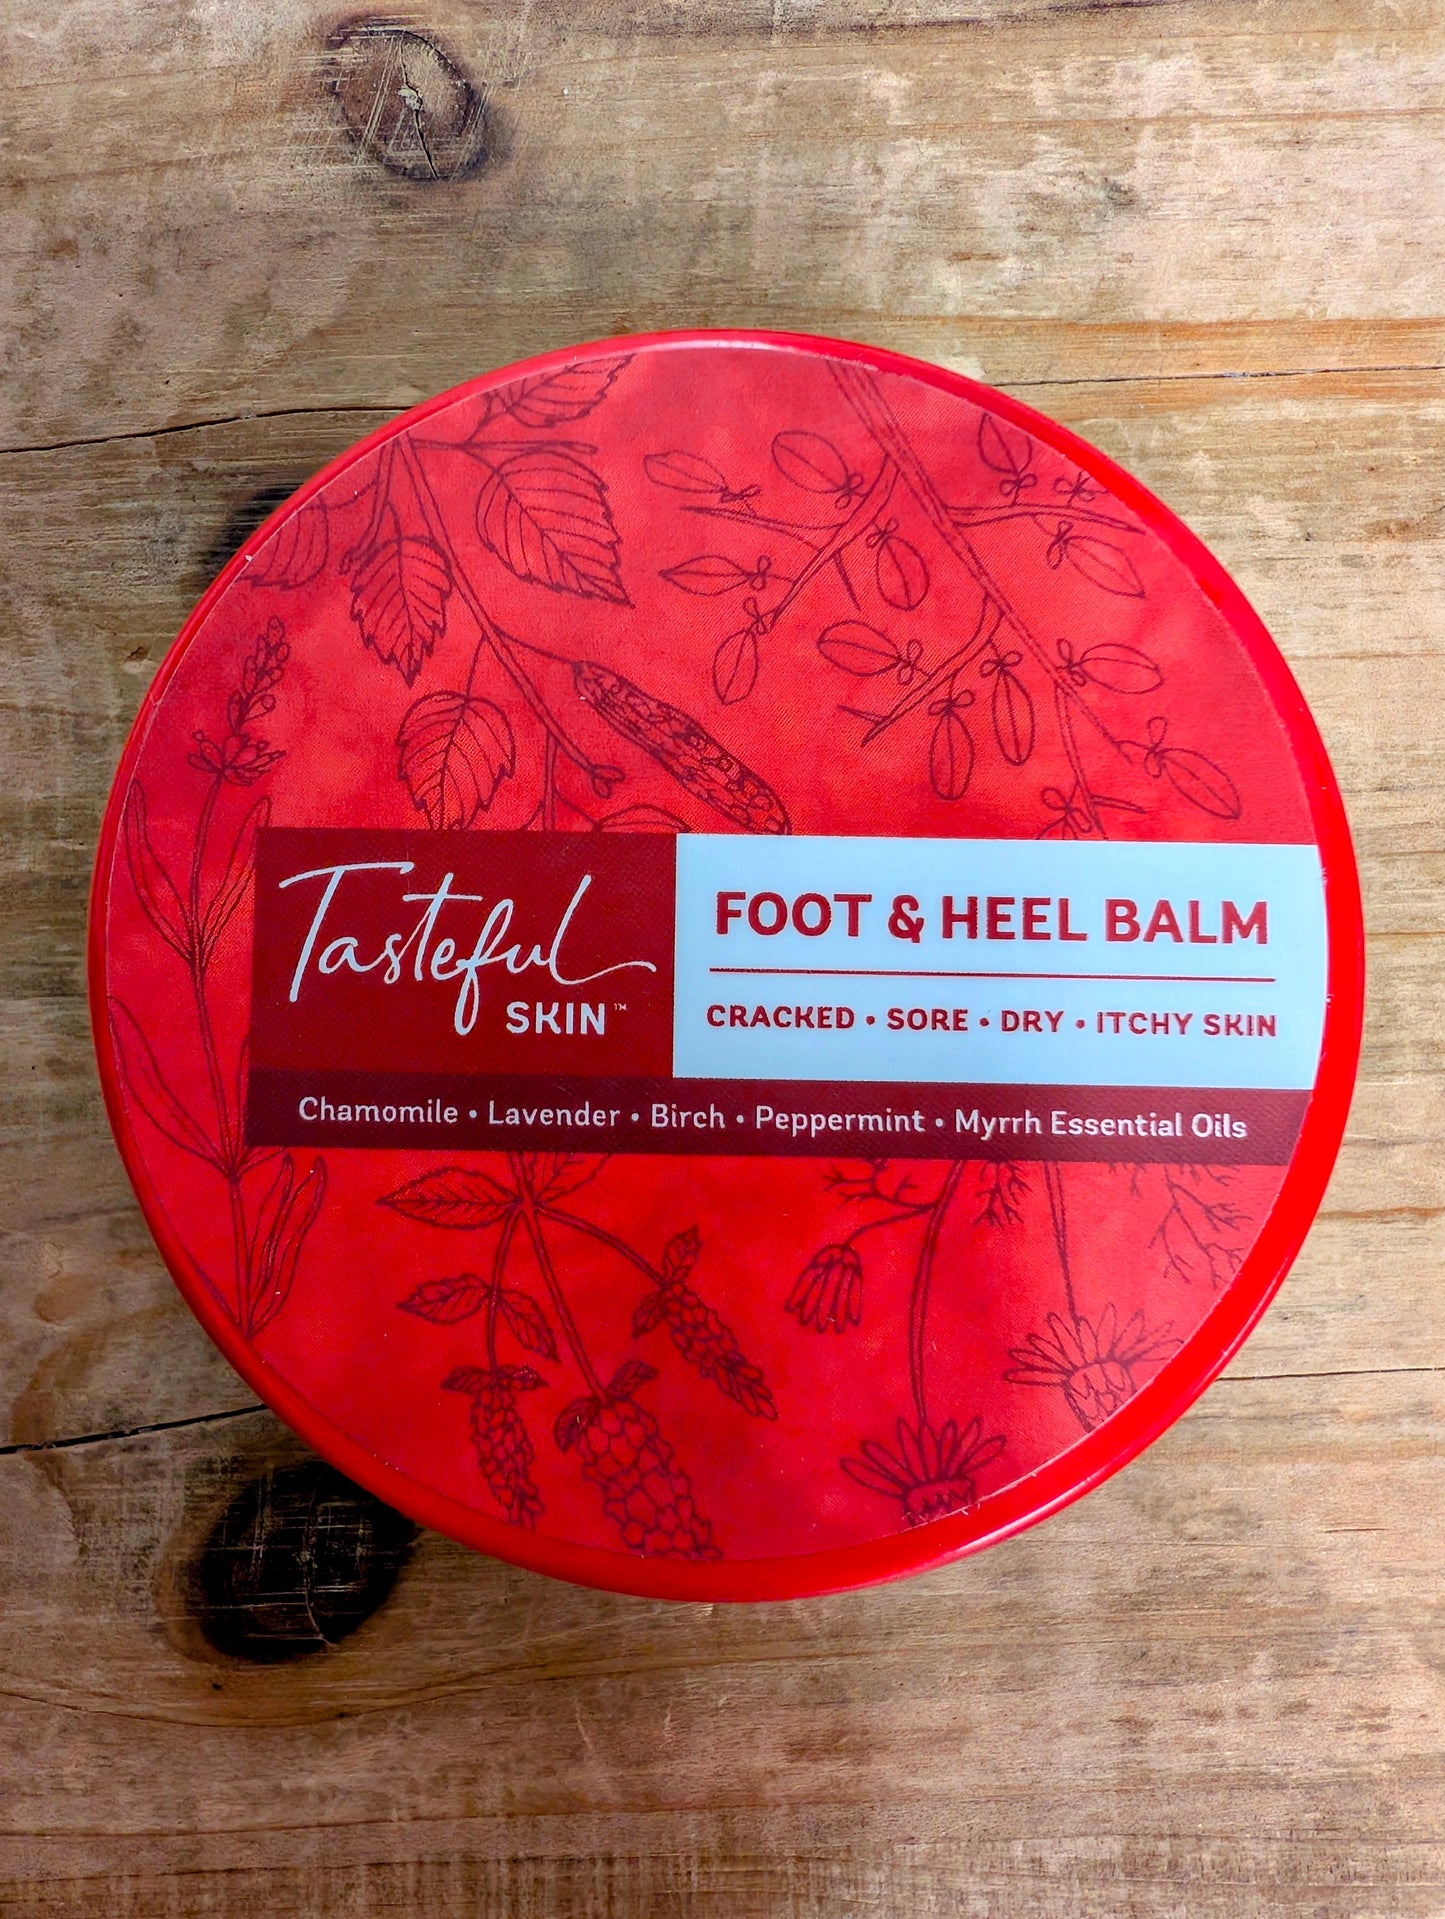 Tasteful
SKIN™
FOOT & HEEL BALM
CRACKED • SORE • DRY • ITCHY SKIN
Chamomile • Lavender • Birch • Peppermint • Myrrh Essential Oils